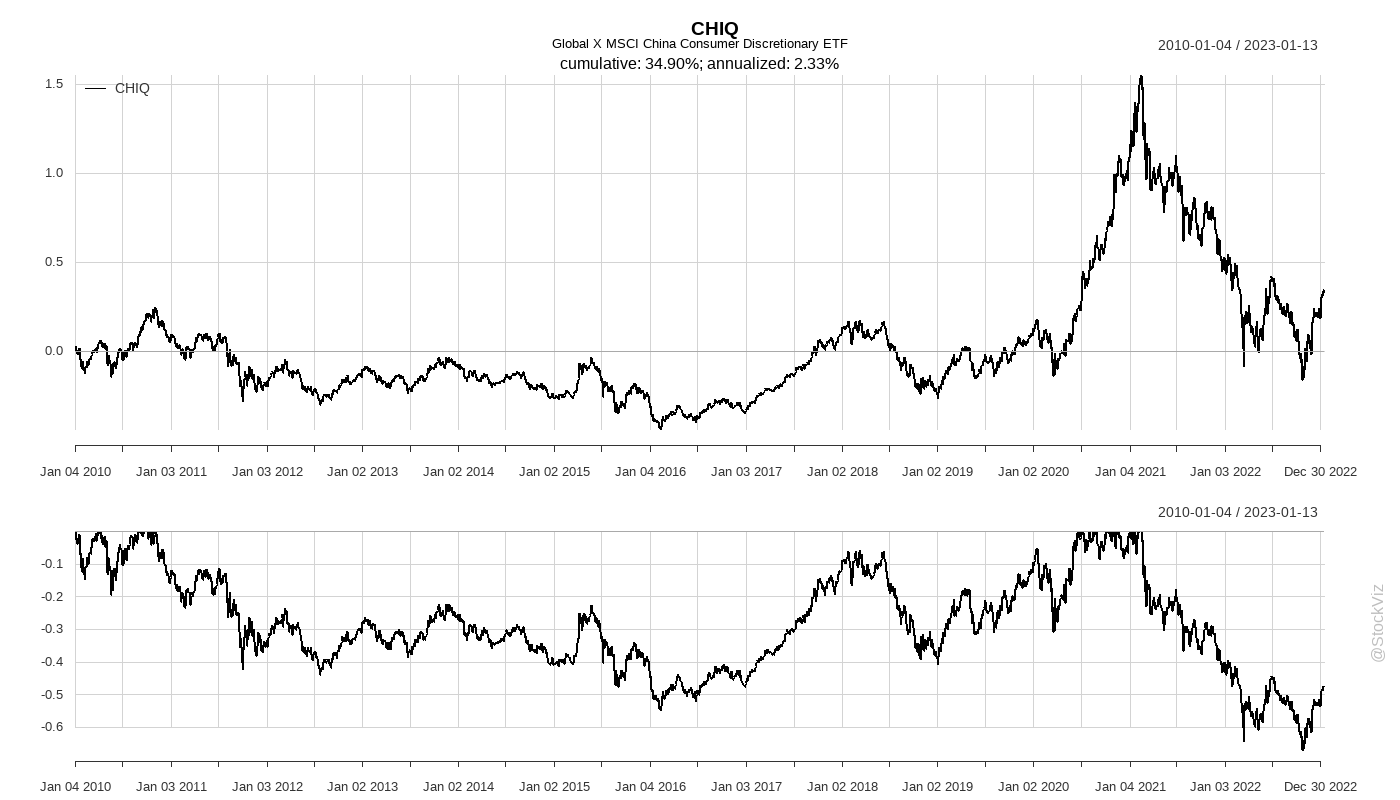 CHIQ
Global X MSCI China Consumer Discretionary ETF
cumulative: 34.90%; annualized: 2.33%
2010-01-04 / 2023-01-13
CHIQ
1.5
1.0
0.5
0.0
Jan 04 2010 Jan 03 2011 Jan 03 2012 Jan 02 2013 Jan 02 2014 Jan 02 2015 Jan 04 2016 Jan 03 2017 Jan 02 2018 Jan 02 2019 Jan 02 2020 Jan 04 2021 Jan 03 2022 Dec 30 2022
2010-01-04 / 2023-01-13
-0.1
-0.2
-0.3
-0.4
-0.5
-0.6
Jan 04 2010 Jan 03 2011 Jan 03 2012 Jan 02 2013 Jan 02 2014 Jan 02 2015 Jan 04 2016 Jan 03 2017 Jan 02 2018 Jan 02 2019 Jan 02 2020 Jan 04 2021 Jan 03 2022 Dec 30 2022
@StockViz